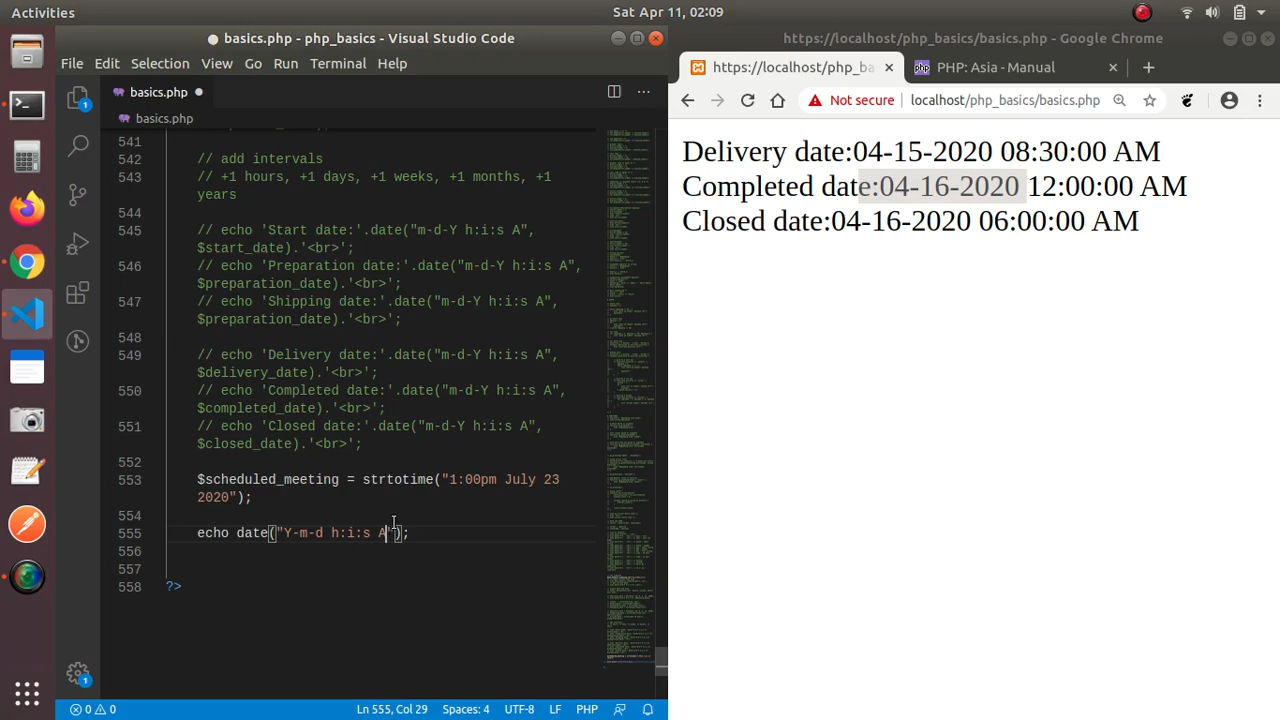 Activities
Sat Apr 11, 02:09
basics.php - php_basics - Visual Studio Code
File Edit Selection View Go Run Terminal Help
basics.php
basics.php
541
542 // add intervals
543 // +1 hours, +1 days, +1 weeks, +1 months, +1
years
544
545 // echo 'Start date:'.date("m-d-Y h:i:s A",
$start_date).'<br>';
546 // echo 'Preparation date:'.date("m-d-Y h:i:s A",
$preparation_date).'<br>';
547 // echo 'Shipping date:'.date("m-d-Y h:i:s A",
$preparation_date).'<br>';
548
549 // echo 'Delivery date:'.date("m-d-Y h:i:s A",
$delivery_date).'<br>';
550 // echo 'Completed date:'.date("m-d-Y h:i:s A",
$completed_date).'<br>';
551 // echo 'Closed date:'.date("m-d-Y h:i:s A",
$closed_date).'<br>';
552
553 $scheduled_meeting = strtotime("1:00pm July 23
2020");
554
555 echo date("Y-m-d h:i:s A");
556
557
558 ?>
1
1
0 0 Ln 555, Col 29 Spaces: 4 UTF-8 LF PHP
https://localhost/php_basics/basics.php - Google Chrome
https://localhost/php_ba
php PHP: Asia - Manual
Not secure localhost/php_basics/basics.php
Delivery date:04-15-2020 08:30:00 AM
Completed date:04-16-2020 12:00:00 AM
Closed date:04-16-2020 06:00:00 AM